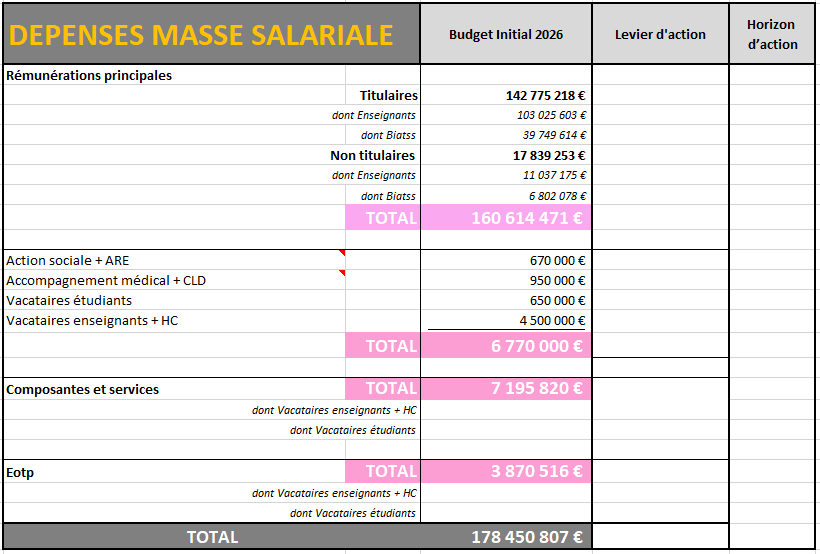 DEPENSES MASSE SALARIALE Budget Initial 2026 Levier d'action Horizon d’action
Rémunérations principales
Titulaires 142 775 218 €
dont Enseignants 103 025 603 €
dont Biatss 39 749 614 €
Non titulaires 17 839 253 €
dont Enseignants 11 037 175 €
dont Biatss 6 802 078 €
TOTAL 160 614 471 €
Action sociale + ARE 670 000 €
Accompagnement médical + CLD 950 000 €
Vacataires étudiants 650 000 €
Vacataires enseignants + HC 4 500 000 €
TOTAL 6 770 000 €
Composantes et services TOTAL 7 195 820 €
dont Vacataires enseignants + HC
dont Vacataires étudiants
Eotp TOTAL 3 870 516 €
dont Vacataires enseignants + HC
dont Vacataires étudiants
TOTAL 178 450 807 €